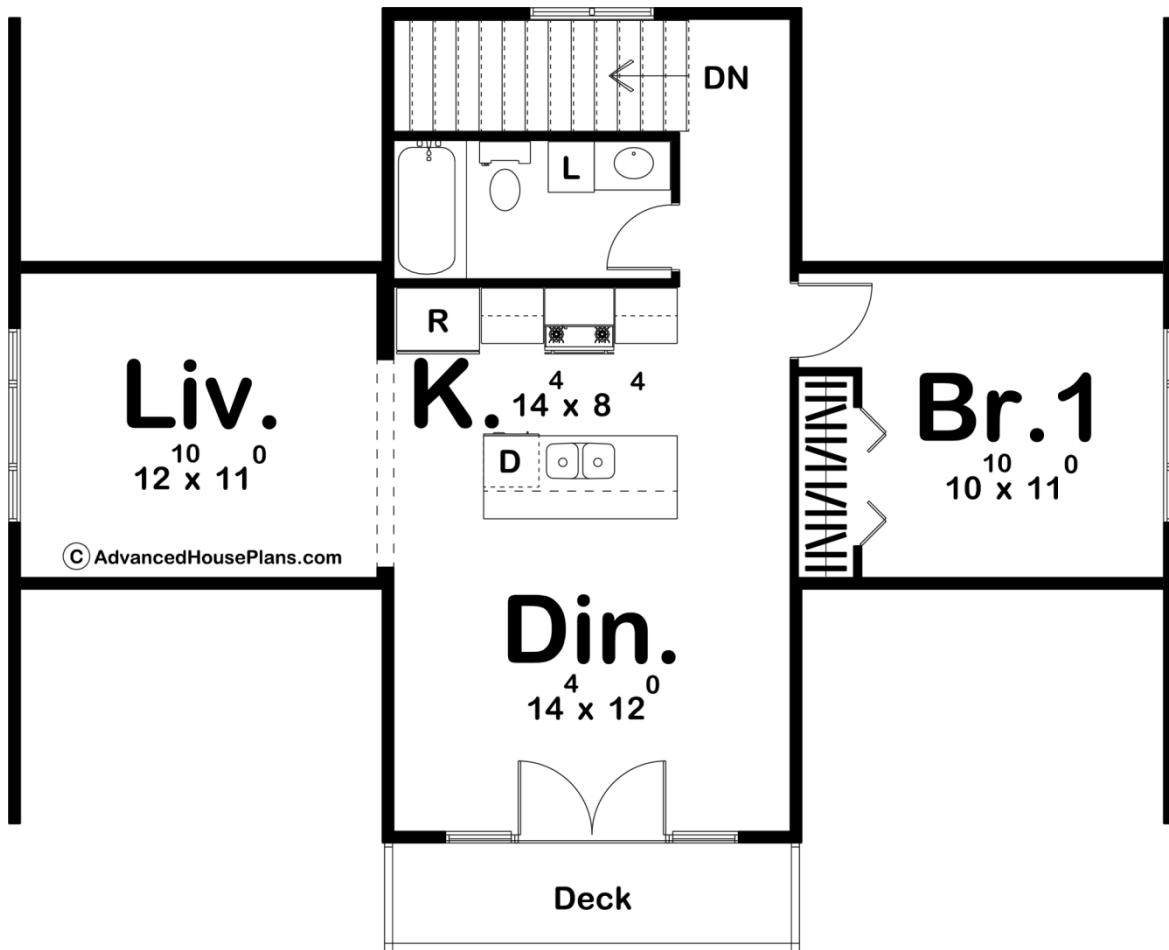 DN
L
R
Liv.
12¹⁰ x 11⁰
K.
14⁴ x 8⁴
Br.1
10¹⁰ x 11⁰
D
© AdvancedHousePlans.com
Din.
14⁴ x 12⁰
Deck